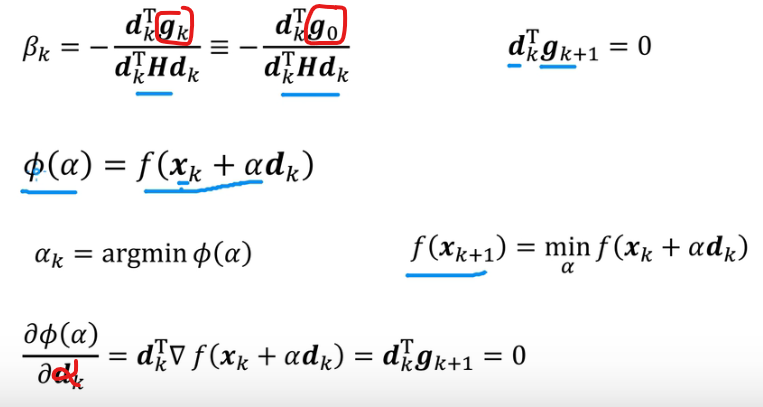 βₖ = − dₖᵀgₖ / dₖᵀHdₖ ≡ − dₖᵀg₀ / dₖᵀHdₖ    dₖᵀgₖ₊₁ = 0
ϕ(α) = f(xₖ + αdₖ)
αₖ = argmin ϕ(α)    f(xₖ₊₁) = min_α f(xₖ + αdₖ)
∂ϕ(α) / ∂α = dₖᵀ∇ f(xₖ + αdₖ) = dₖᵀgₖ₊₁ = 0